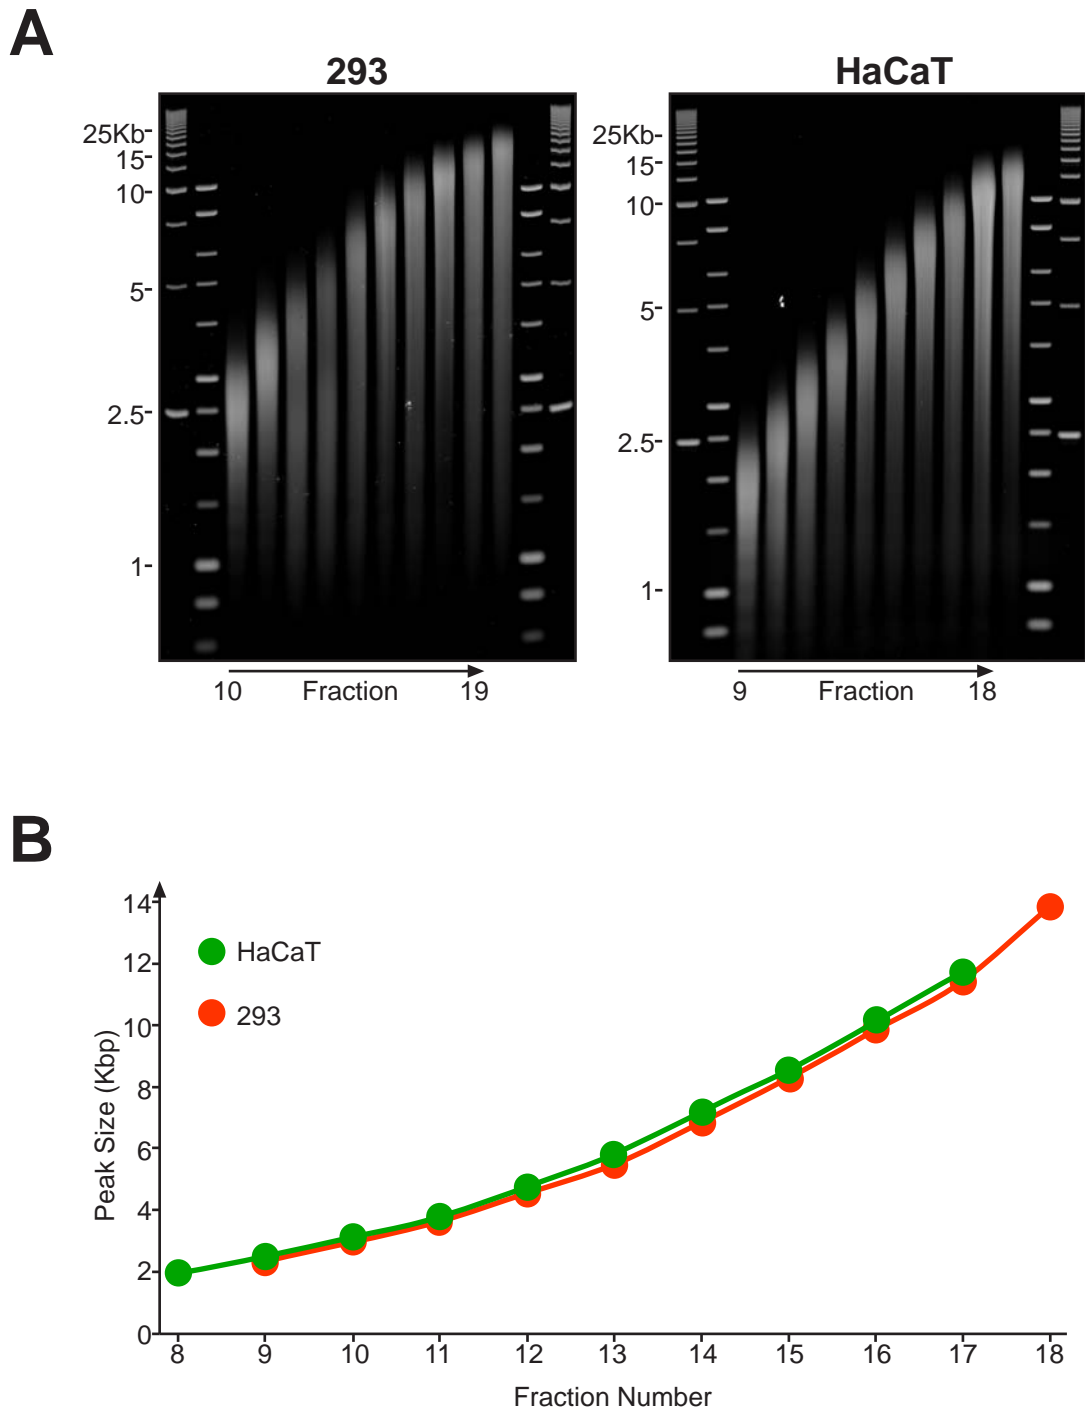 A
293
HaCaT
25Kb-
15-
10-
5-
2.5-
1-
25Kb-
15-
10-
5-
2.5-
1-
10 Fraction 19
9 Fraction 18
B
14
12
10
8
6
4
2
0
Peak Size (Kbp)
HaCaT
293
8 9 10 11 12 13 14 15 16 17 18
Fraction Number